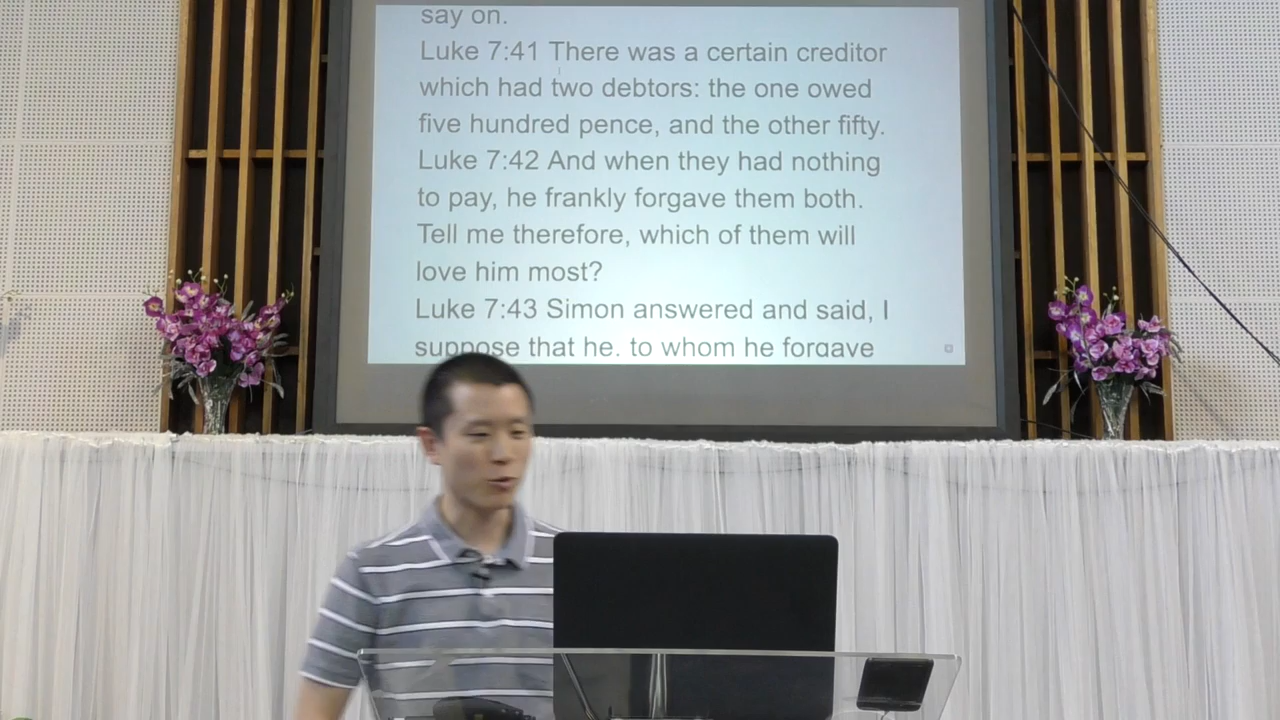 say on.
Luke 7:41 There was a certain creditor
which had two debtors: the one owed
five hundred pence, and the other fifty.
Luke 7:42 And when they had nothing
to pay, he frankly forgave them both.
Tell me therefore, which of them will
love him most?
Luke 7:43 Simon answered and said, I
suppose that he, to whom he forgave